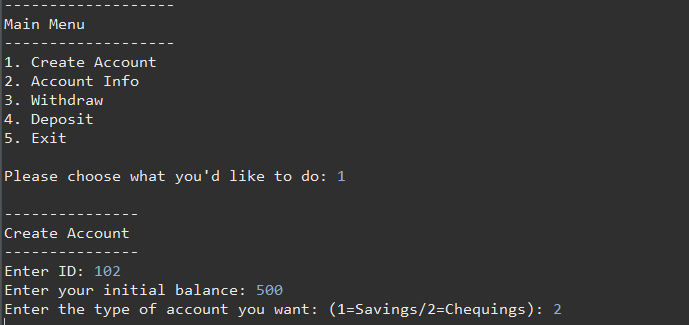 -------------------
Main Menu
-------------------
1. Create Account
2. Account Info
3. Withdraw
4. Deposit
5. Exit
Please choose what you'd like to do: 1
---------------
Create Account
---------------
Enter ID: 102
Enter your initial balance: 500
Enter the type of account you want: (1=Savings/2=Chequings): 2